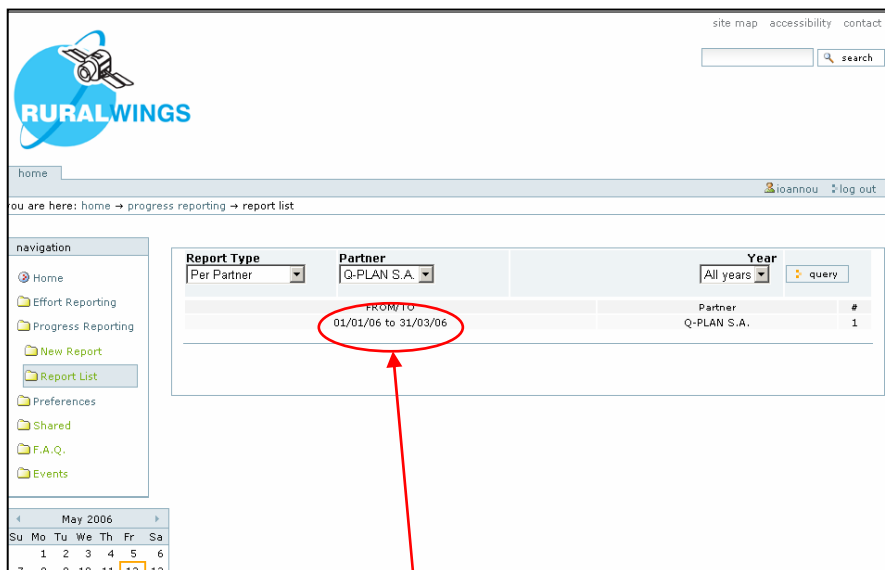 site map accessibility contact
search
RURALWINGS
home
ioannou log out
you are here: home → progress reporting → report list
navigation
Home
Effort Reporting
Progress Reporting
New Report
Report List
Preferences
Shared
F.A.Q.
Events
Report Type Partner Year
Per Partner Q-PLAN S.A. All years query
FROM/TO Partner #
01/01/06 to 31/03/06 Q-PLAN S.A. 1
May 2006
Su Mo Tu We Th Fr Sa
1 2 3 4 5 6